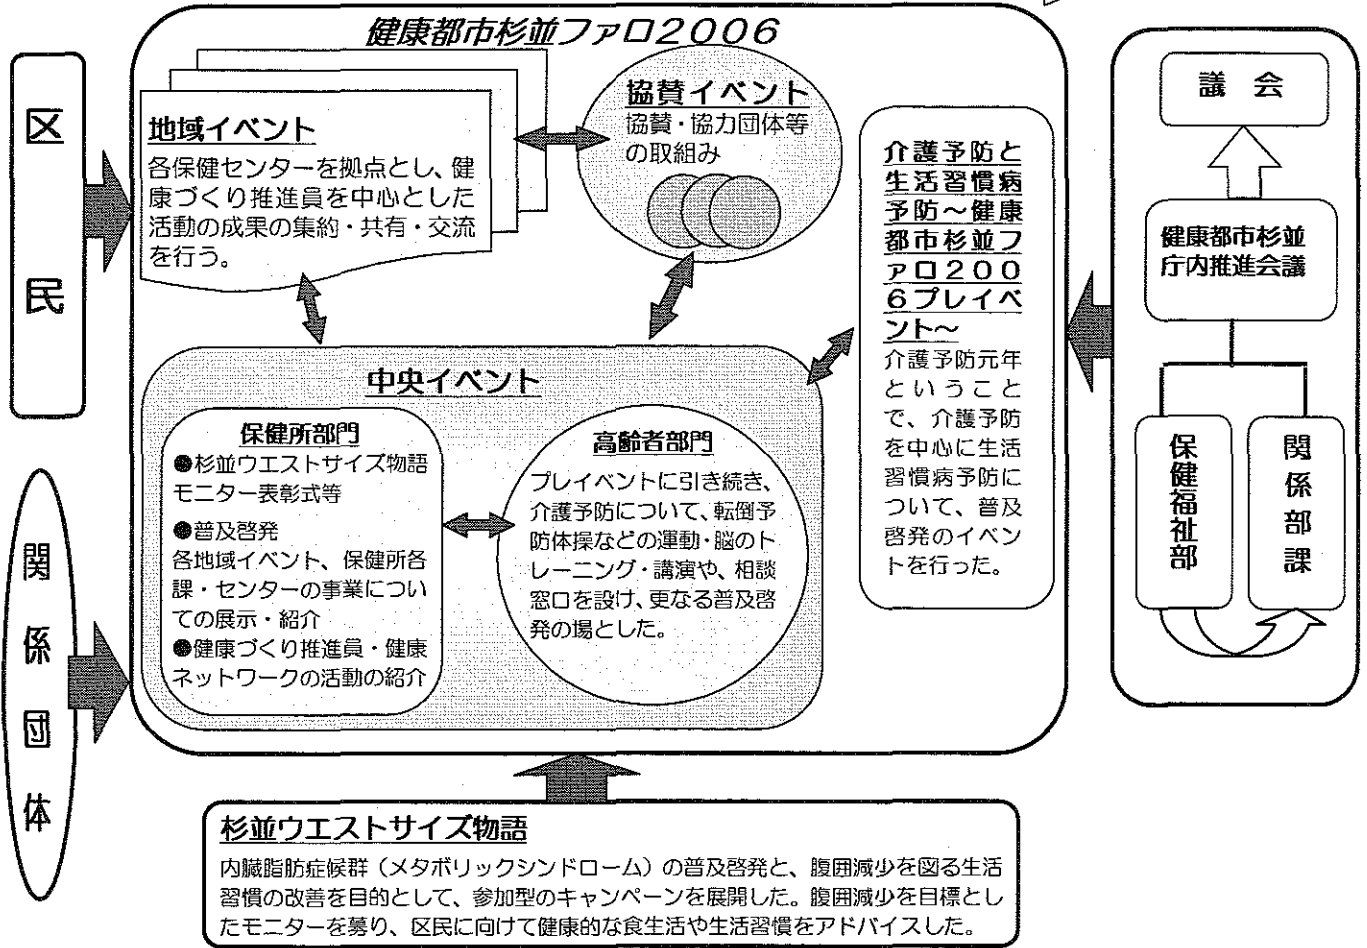 健康都市杉並ファロ2006
区民
関係団体
地域イベント
各保健センターを拠点とし、健
康づくり推進員を中心とした
活動の成果の集約・共有・交流
を行う。
協賛イベント
協賛・協力団体等
の取組み
中央イベント
保健所部門
●杉並ウエストサイズ物語
モニター表彰式等
●普及啓発
各地域イベント、保健所各
課・センターの事業につい
ての展示・紹介
●健康づくり推進員・健康
ネットワークの活動の紹介
高齢者部門
プレイベントに引き続き、
介護予防について、転倒予
防体操などの運動・脳のト
レーニング・講演や、相談
窓口を設け、更なる普及啓
発の場とした。
介護予防と
生活習慣病
予防～健康
都市杉並フ
ァロ200
6プレイベ
ント～
介護予防元年
ということ
で、介護予防
を中心に生活
習慣病予防に
ついて、普及
啓発のイベン
トを行った。
議会
健康都市杉並
庁内推進会議
保健福祉部
関係部課
杉並ウエストサイズ物語
内臓脂肪症候群（メタボリックシンドローム）の普及啓発と、腹囲減少を図る生活
習慣の改善を目的として、参加型のキャンペーンを展開した。腹囲減少を目標とし
たモニターを募り、区民に向けて健康的な食生活や生活習慣をアドバイスした。